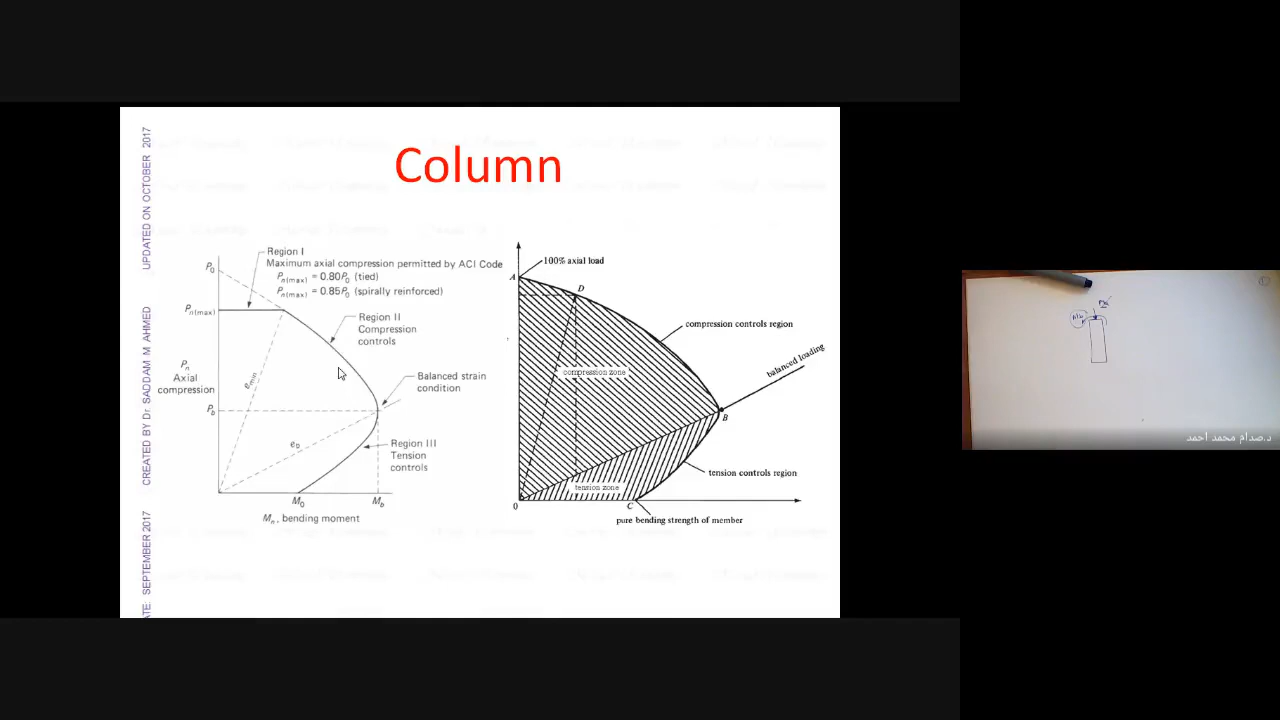 Column
UPDATED ON OCTOBER 2017
CREATED BY Dr. SADDAM M AHMED
ATE: SEPTEMBER 2017
Region I
Maximum axial compression permitted by ACI Code
Pn(max) = 0.80P0 (tied)
Pn(max) = 0.85P0 (spirally reinforced)
P0
Pn(max)
Region II
Compression
controls
Pn
Axial
compression
emin
Balanced strain
condition
Pb
eb
Region III
Tension
controls
M0
Mb
Mn, bending moment
100% axial load
A
D
compression controls region
compression zone
balanced loading
B
tension controls region
tension zone
0
C
pure bending strength of member
د.صدام محمد احمد